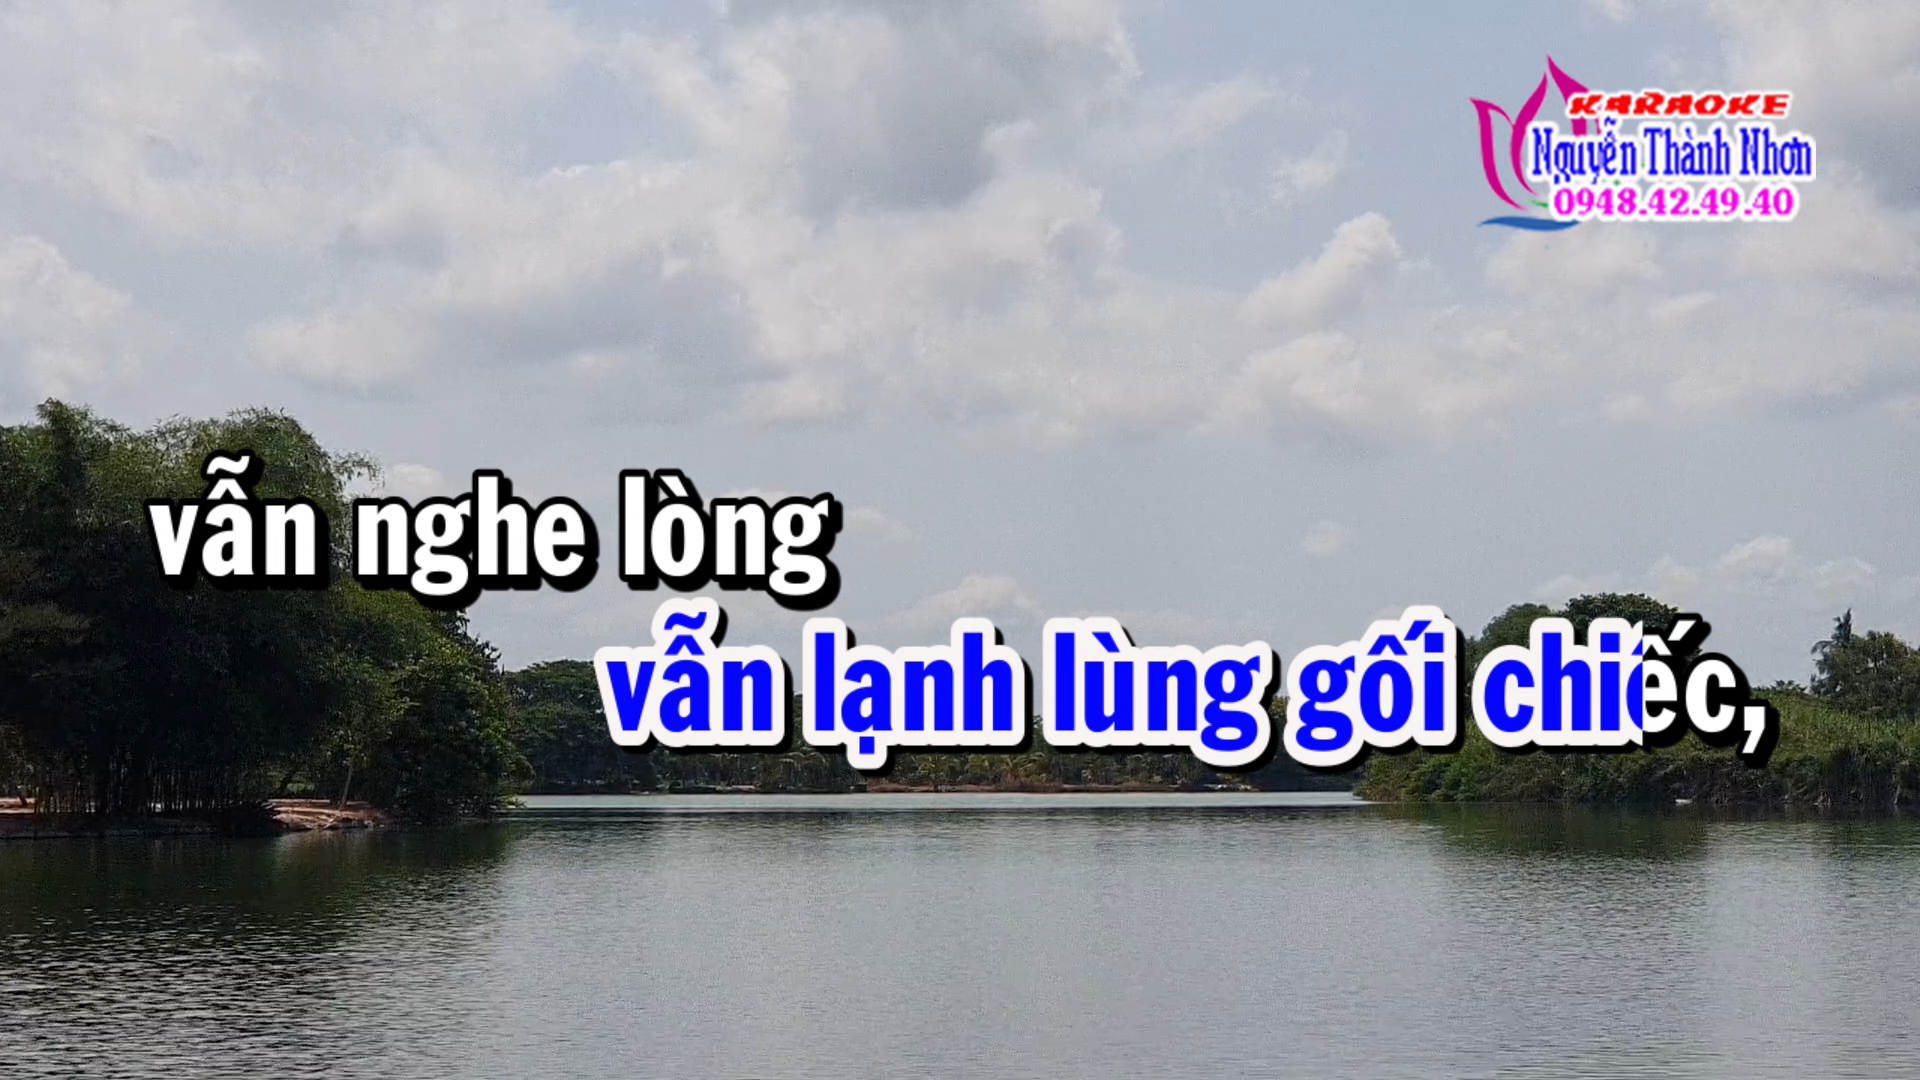 KARAOKE
Nguyễn Thành Nhơn
0948.42.49.40
vẫn nghe lòng
vẫn lạnh lùng gối chiếc,